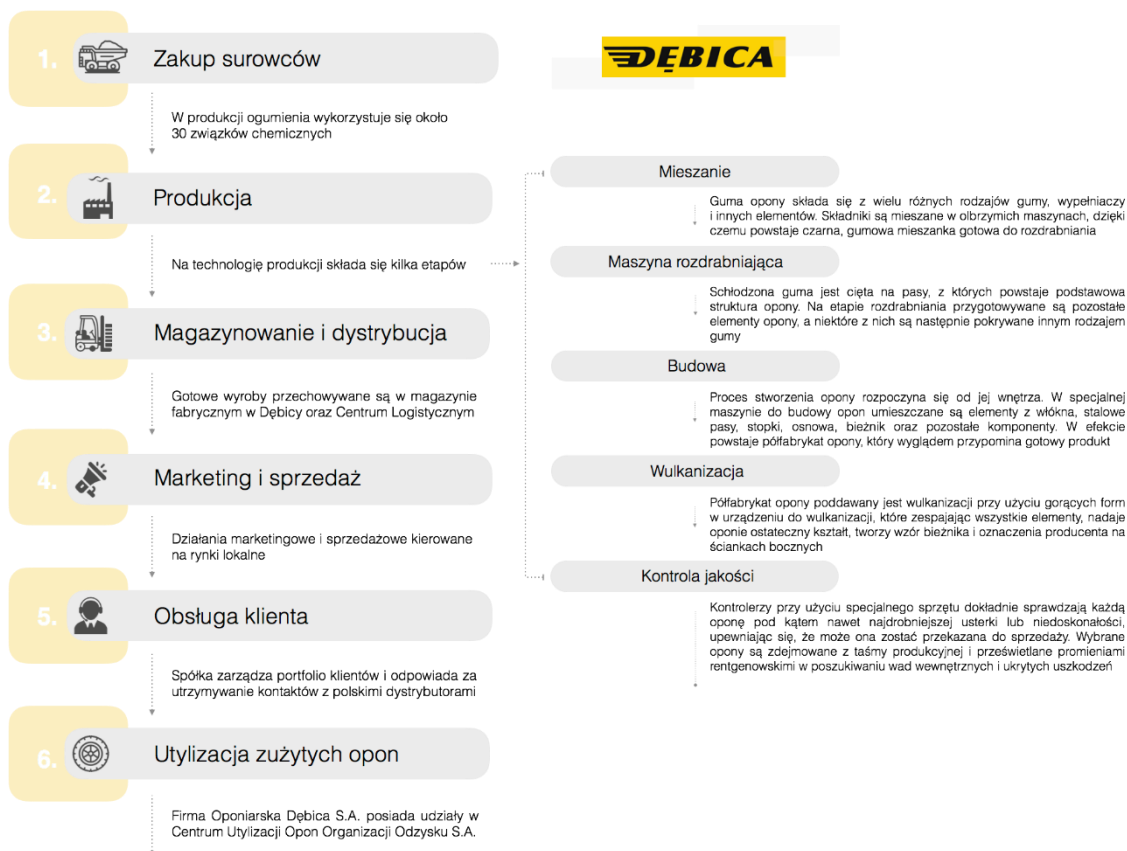 1.
Zakup surowców
W produkcji ogumienia wykorzystuje się około
30 związków chemicznych
2.
Produkcja
Na technologię produkcji składa się kilka etapów
3.
Magazynowanie i dystrybucja
Gotowe wyroby przechowywane są w magazynie
fabrycznym w Dębicy oraz Centrum Logistycznym
4.
Marketing i sprzedaż
Działania marketingowe i sprzedażowe kierowane
na rynki lokalne
5.
Obsługa klienta
Spółka zarządza portfolio klientów i odpowiada za
utrzymywanie kontaktów z polskimi dystrybutorami
6.
Utylizacja zużytych opon
Firma Oponiarska Dębica S.A. posiada udziały w
Centrum Utylizacji Opon Organizacji Odzysku S.A.
DĘBICA
Mieszanie
Guma opony składa się z wielu różnych rodzajów gumy, wypełniaczy
i innych elementów. Składniki są mieszane w olbrzymich maszynach, dzięki
czemu powstaje czarna, gumowa mieszanka gotowa do rozdrabniania
Maszyna rozdrabniająca
Schłodzona guma jest cięta na pasy, z których powstaje podstawowa
struktura opony. Na etapie rozdrabniania przygotowywane są pozostałe
elementy opony, a niektóre z nich są następnie pokrywane innym rodzajem
gumy
Budowa
Proces stworzenia opony rozpoczyna się od jej wnętrza. W specjalnej
maszynie do budowy opon umieszczane są elementy z włókna, stalowe
pasy, stopki, osnowa, bieżnik oraz pozostałe komponenty. W efekcie
powstaje półfabrykat opony, który wyglądem przypomina gotowy produkt
Wulkanizacja
Półfabrykat opony poddawany jest wulkanizacji przy użyciu gorących form
w urządzeniu do wulkanizacji, które zespajając wszystkie elementy, nadaje
oponie ostateczny kształt, tworzy wzór bieżnika i oznaczenia producenta na
ściankach bocznych
Kontrola jakości
Kontrolerzy przy użyciu specjalnego sprzętu dokładnie sprawdzają każdą
oponę pod kątem nawet najdrobniejszej usterki lub niedoskonałości,
upewniając się, że może ona zostać przekazana do sprzedaży. Wybrane
opony są zdejmowane z taśmy produkcyjnej i prześwietlane promieniami
rentgenowskimi w poszukiwaniu wad wewnętrznych i ukrytych uszkodzeń